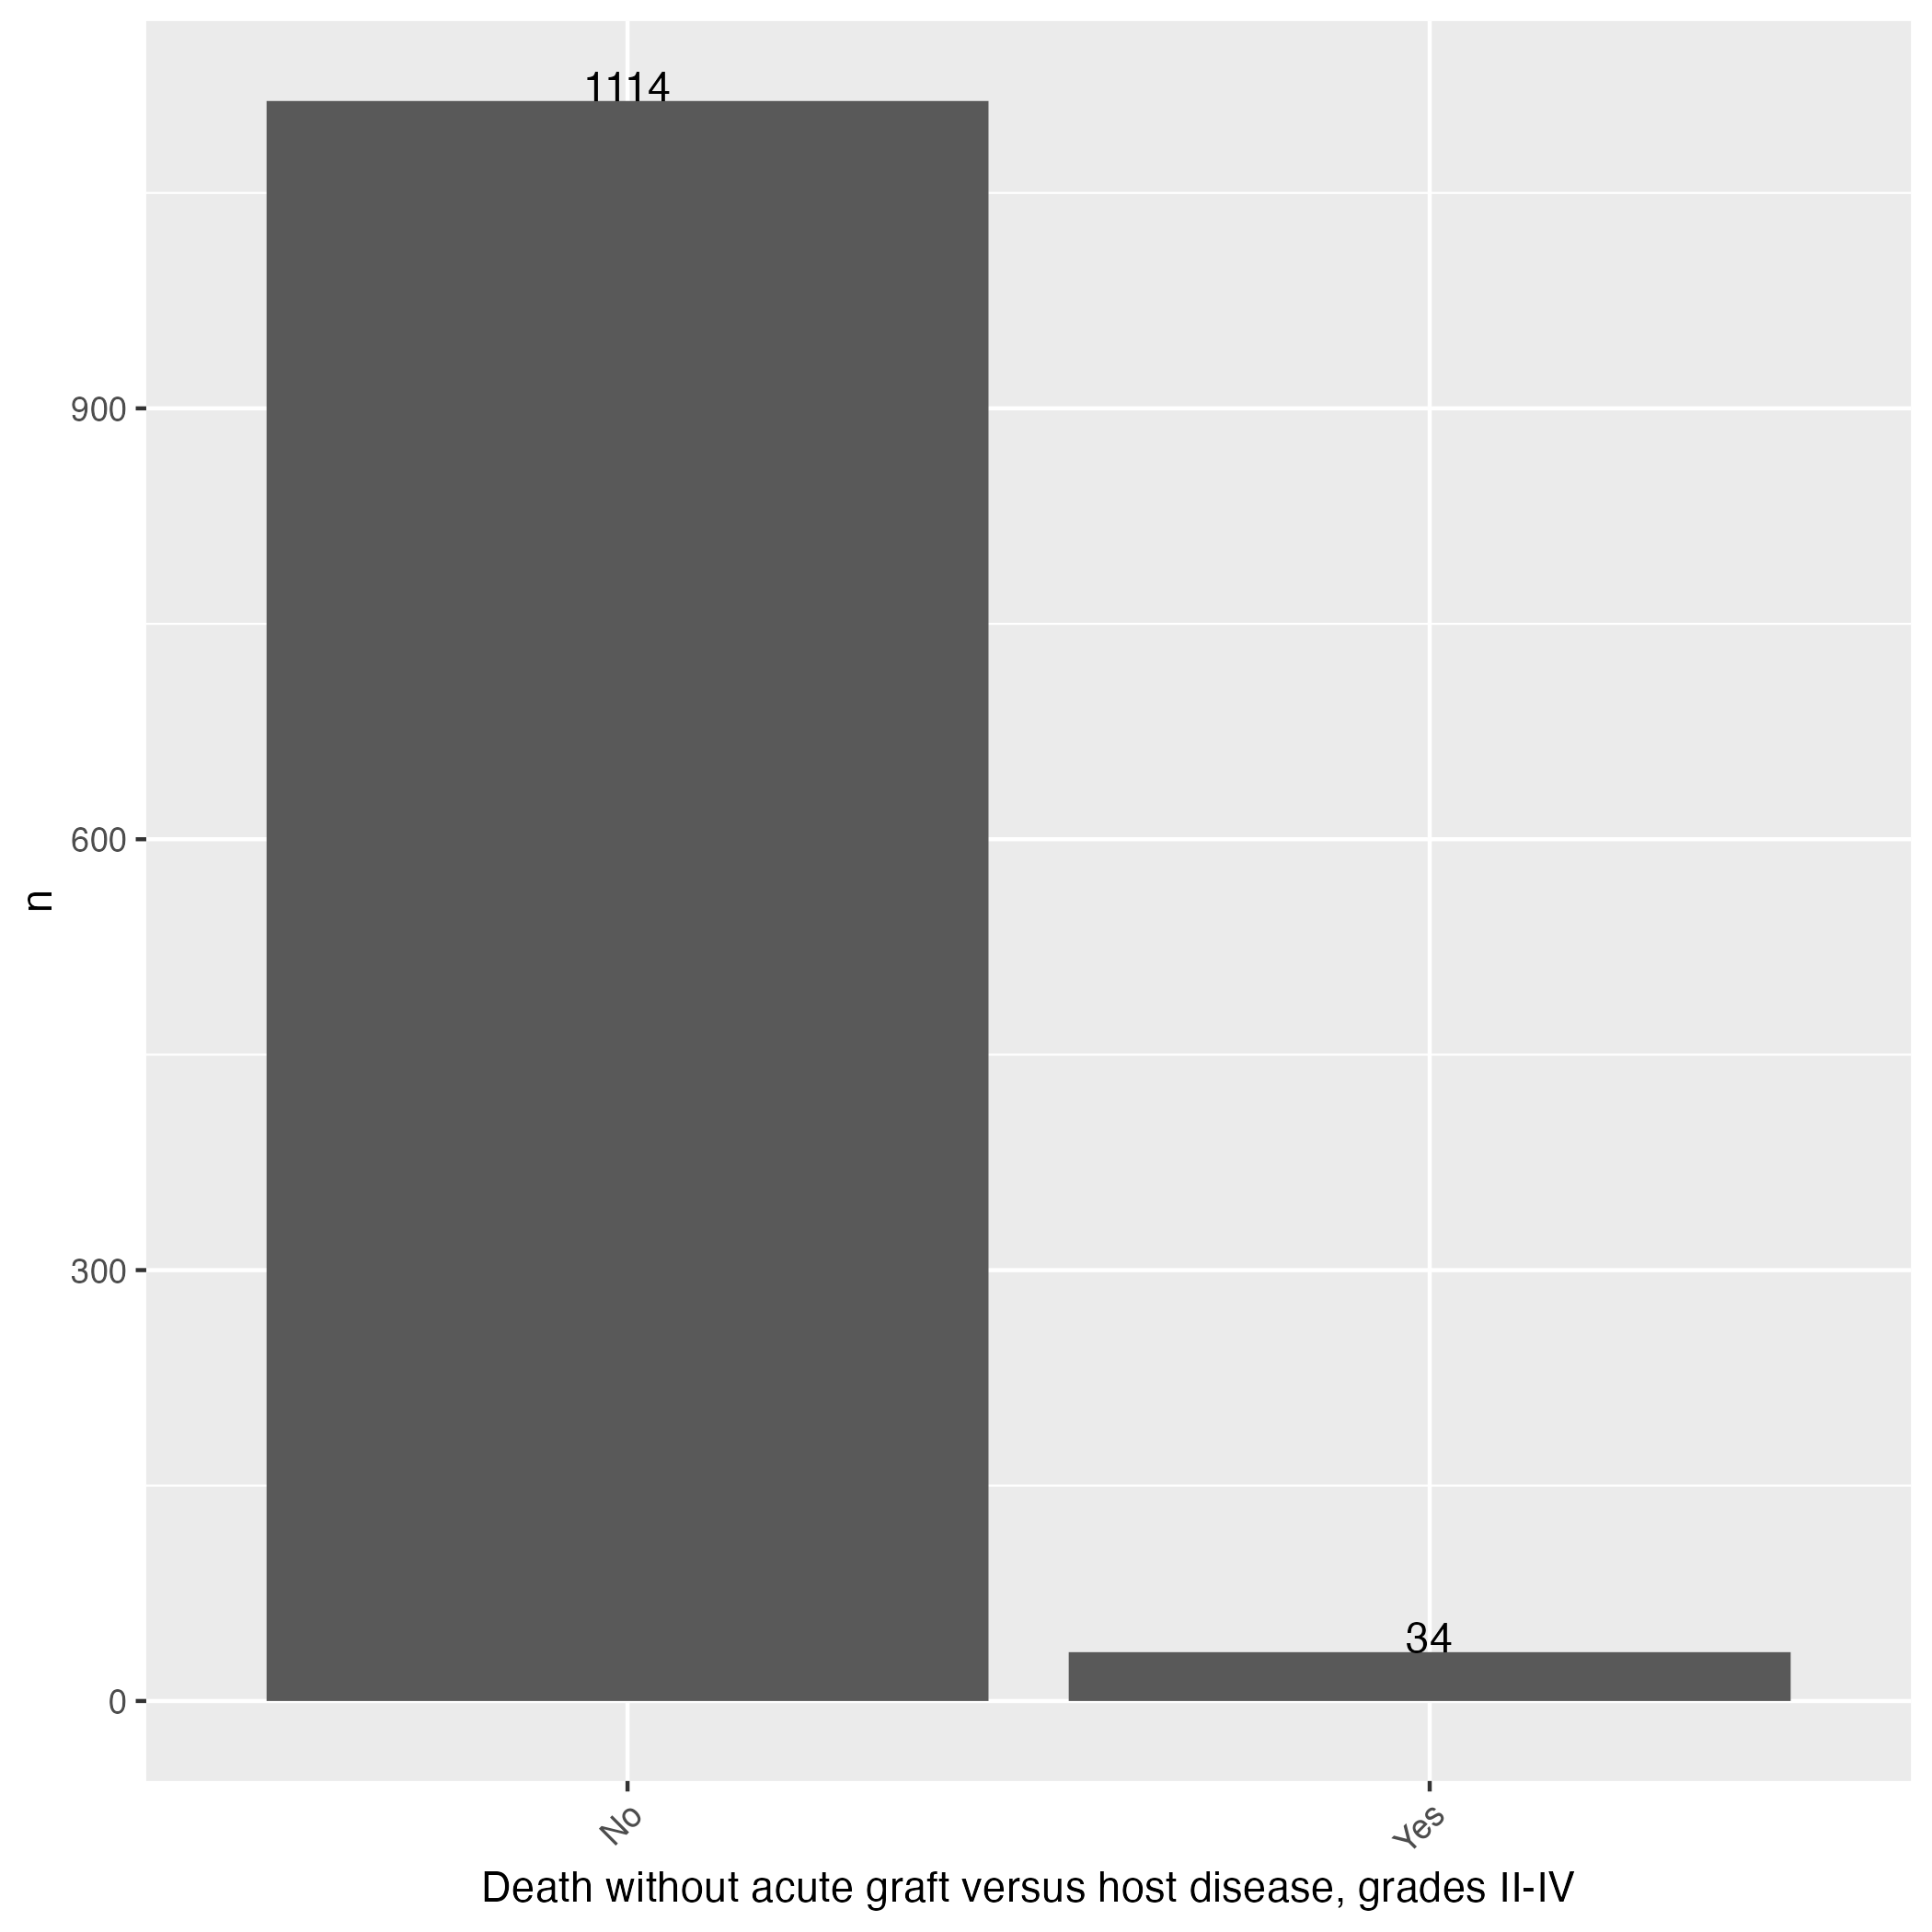 1114
900
600
n
300
34
0
No
Yes
Death without acute graft versus host disease, grades II-IV